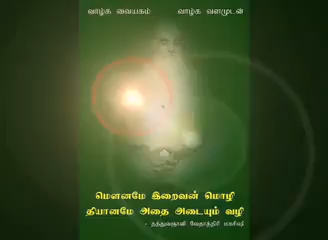 வாழ்க வையகம் வாழ்க வளமுடன்
மௌனமே இறைவன் மொழி
தியானமே அதை அடையும் வழி
- தத்துவஞானி வேதாத்திரி மகரிஷி